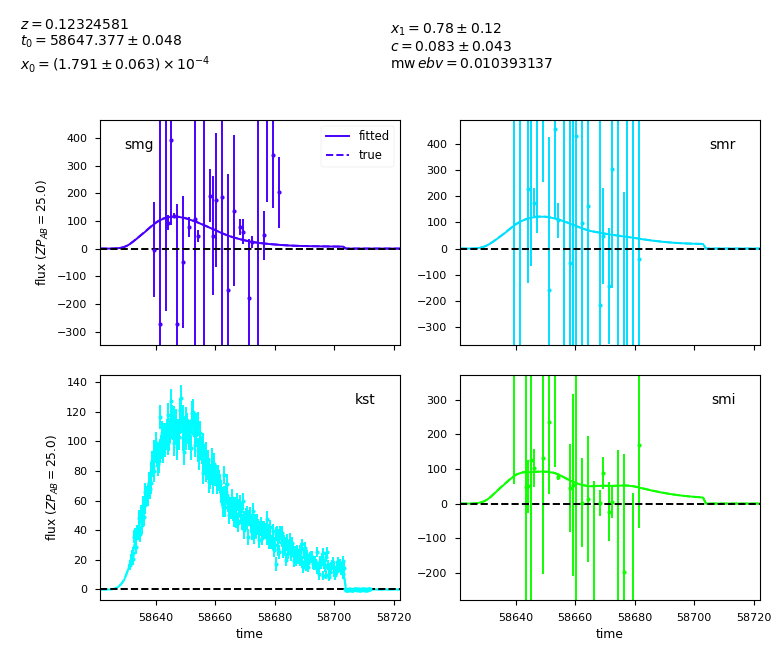 z = 0.12324581
t₀ = 58647.377 ± 0.048
x₀ = (1.791 ± 0.063) × 10⁻⁴
x₁ = 0.78 ± 0.12
c = 0.083 ± 0.043
mw ebv = 0.010393137
flux (ZP_AB = 25.0)
400
300
200
100
0
−100
−200
−300
smg
fitted
true
400
300
200
100
0
−100
−200
−300
smr
flux (ZP_AB = 25.0)
140
120
100
80
60
40
20
0
kst
58640
58660
58680
58700
58720
time
300
200
100
0
−100
−200
smi
58640
58660
58680
58700
58720
time